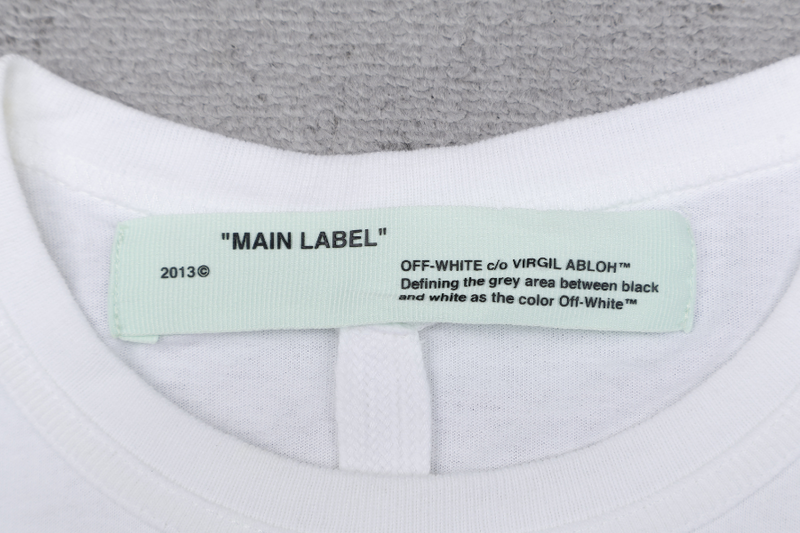 "MAIN LABEL"
2013©
OFF-WHITE c/o VIRGIL ABLOH™
Defining the grey area between black
and white as the color Off-White™